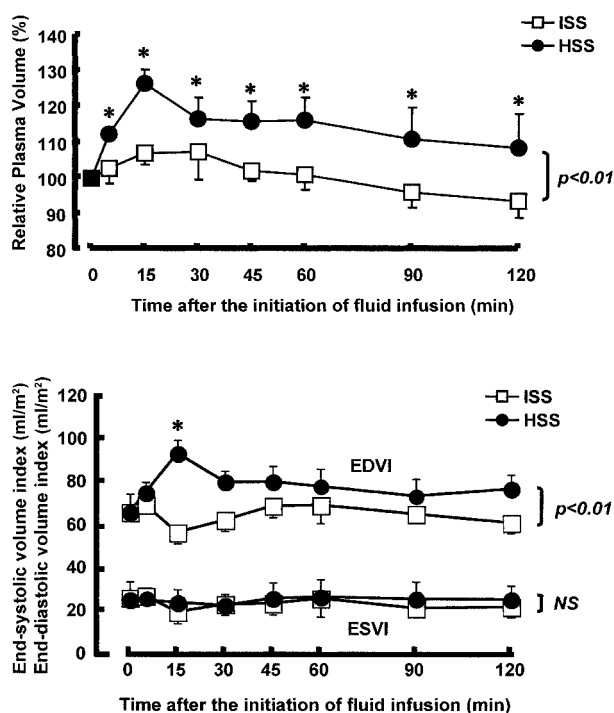 ISS
HSS
Relative Plasma Volume (%)
140
130
120
110
100
90
80
* * * * * * *
p<0.01
0 15 30 45 60 90 120
Time after the initiation of fluid infusion (min)
ISS
HSS
End-systolic volume index (ml/m²)
End-diastolic volume index (ml/m²)
120
100
80
60
40
20
0
*
EDVI
p<0.01
ESVI
NS
0 15 30 45 60 90 120
Time after the initiation of fluid infusion (min)